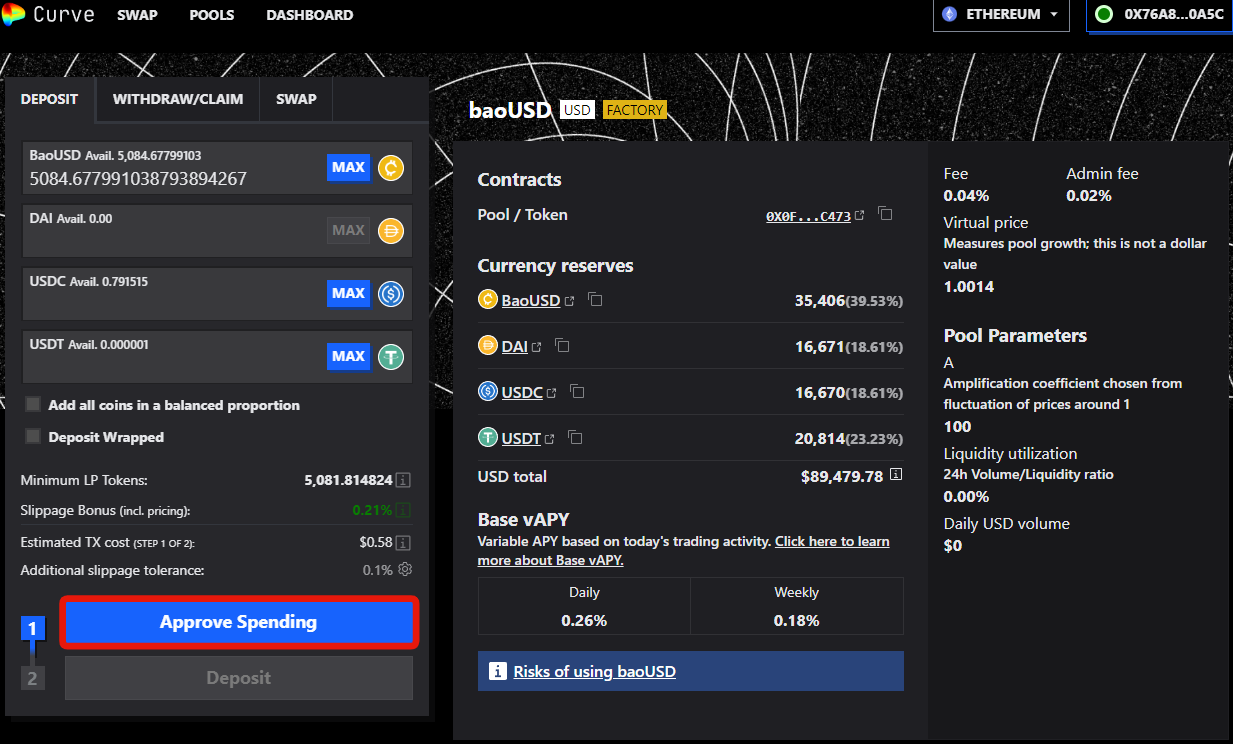 Curve SWAP POOLS DASHBOARD ETHEREUM 0X76A8...0A5C
DEPOSIT WITHDRAW/CLAIM SWAP
BaoUSD Avail. 5,084.67799103
5084.677991038793894267
MAX
DAI Avail. 0.00
MAX
USDC Avail. 0.791515
MAX
USDT Avail. 0.000001
MAX
Add all coins in a balanced proportion
Deposit Wrapped
Minimum LP Tokens: 5,081.814824
Slippage Bonus (incl. pricing): 0.21%
Estimated TX cost (STEP 1 OF 2): $0.58
Additional slippage tolerance: 0.1%
1 Approve Spending
2 Deposit
baoUSD USD FACTORY
Contracts
Pool / Token 0X0F...C473
Currency reserves
BaoUSD 35,406(39.53%)
DAI 16,671(18.61%)
USDC 16,670(18.61%)
USDT 20,814(23.23%)
USD total $89,479.78
Base vAPY
Variable APY based on today's trading activity. Click here to learn
more about Base vAPY.
Daily Weekly
0.26% 0.18%
Risks of using baoUSD
Fee Admin fee
0.04% 0.02%
Virtual price
Measures pool growth; this is not a dollar
value
1.0014
Pool Parameters
A
Amplification coefficient chosen from
fluctuation of prices around 1
100
Liquidity utilization
24h Volume/Liquidity ratio
0.00%
Daily USD volume
$0